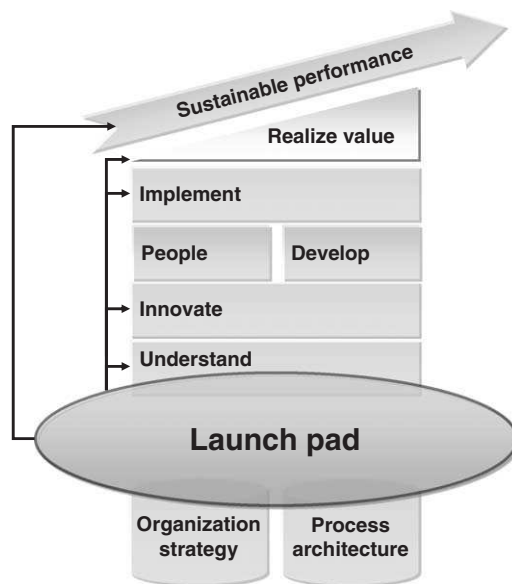 Sustainable performance
Realize value
Implement
People
Develop
Innovate
Understand
Launch pad
Organization
strategy
Process
architecture